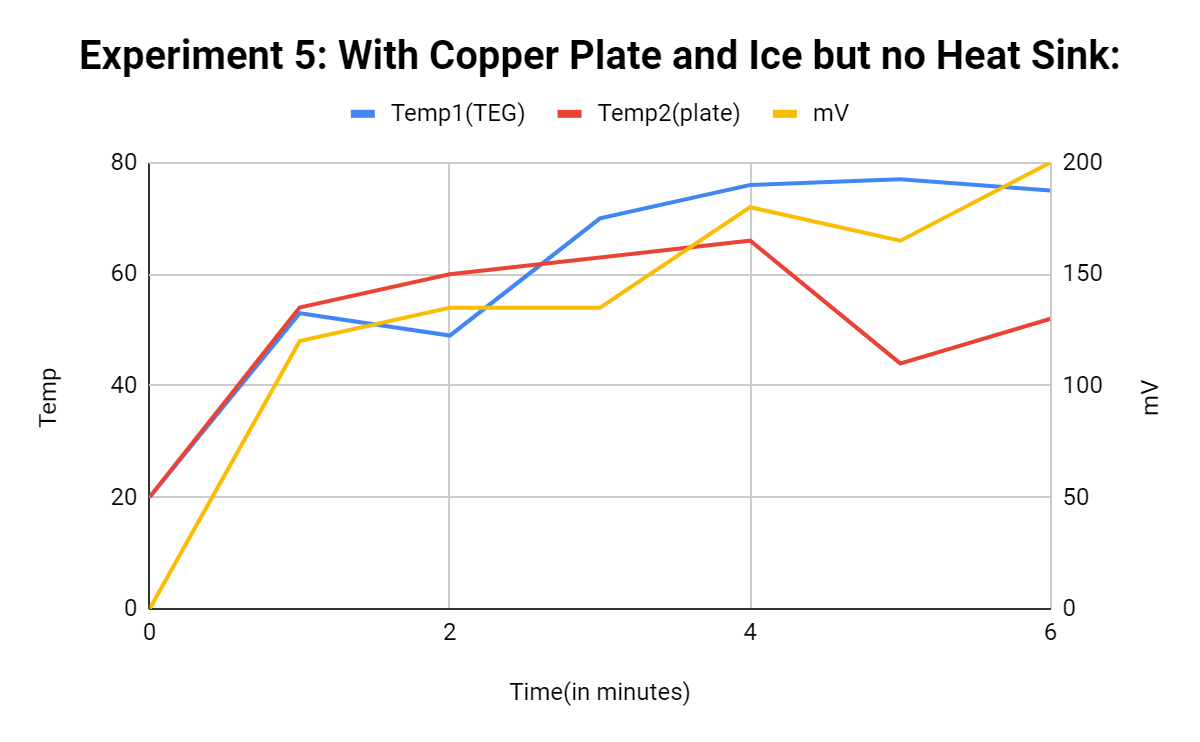 Experiment 5: With Copper Plate and Ice but no Heat Sink:
Temp1(TEG) Temp2(plate) mV
80 200
60 150
Temp mV
40 100
20 50
0 0
0 2 4 6
Time(in minutes)